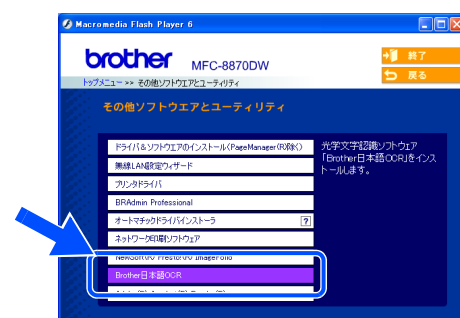 Macromedia Flash Player 6
brother MFC-8870DW
終了
戻る
トップメニュー >> その他ソフトウエアとユーティリティ
その他ソフトウエアとユーティリティ
ドライバ&ソフトウエアのインストール(PageManager(R)除く)
無線LAN設定ウィザード
プリンタドライバ
BRAdmin Professional
オートマチックドライバインストーラ ?
ネットワーク印刷ソフトウェア
NewSoft(R) Presto!(R) ImageFolio
Brother日本語OCR
光学文字認識ソフトウェア
「Brother日本語OCR」をインス
トールします。